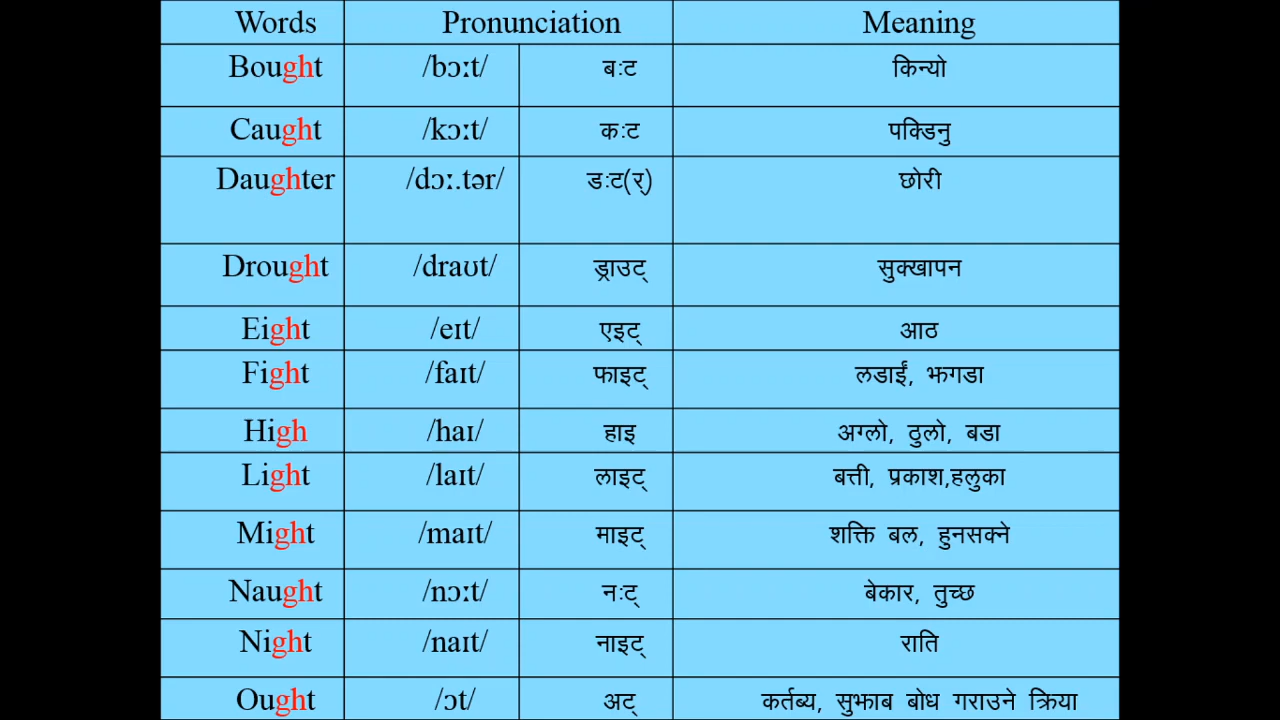 Words Pronunciation Meaning
Bought /bɔːt/ बःट किन्यो
Caught /kɔːt/ कःट पक्डिनु
Daughter /dɔː.tər/ डःट(र्) छोरी
Drought /draʊt/ ड्राउट् सुक्खापन
Eight /eɪt/ एइट् आठ
Fight /faɪt/ फाइट् लडाईं, झगडा
High /haɪ/ हाइ अग्लो, ठुलो, बडा
Light /laɪt/ लाइट् बत्ती, प्रकाश,हलुका
Might /maɪt/ माइट् शक्ति बल, हुनसक्ने
Naught /nɔːt/ नःट् बेकार, तुच्छ
Night /naɪt/ नाइट् राति
Ought /ɔt/ अट् कर्तब्य, सुझाब बोध गराउने क्रिया